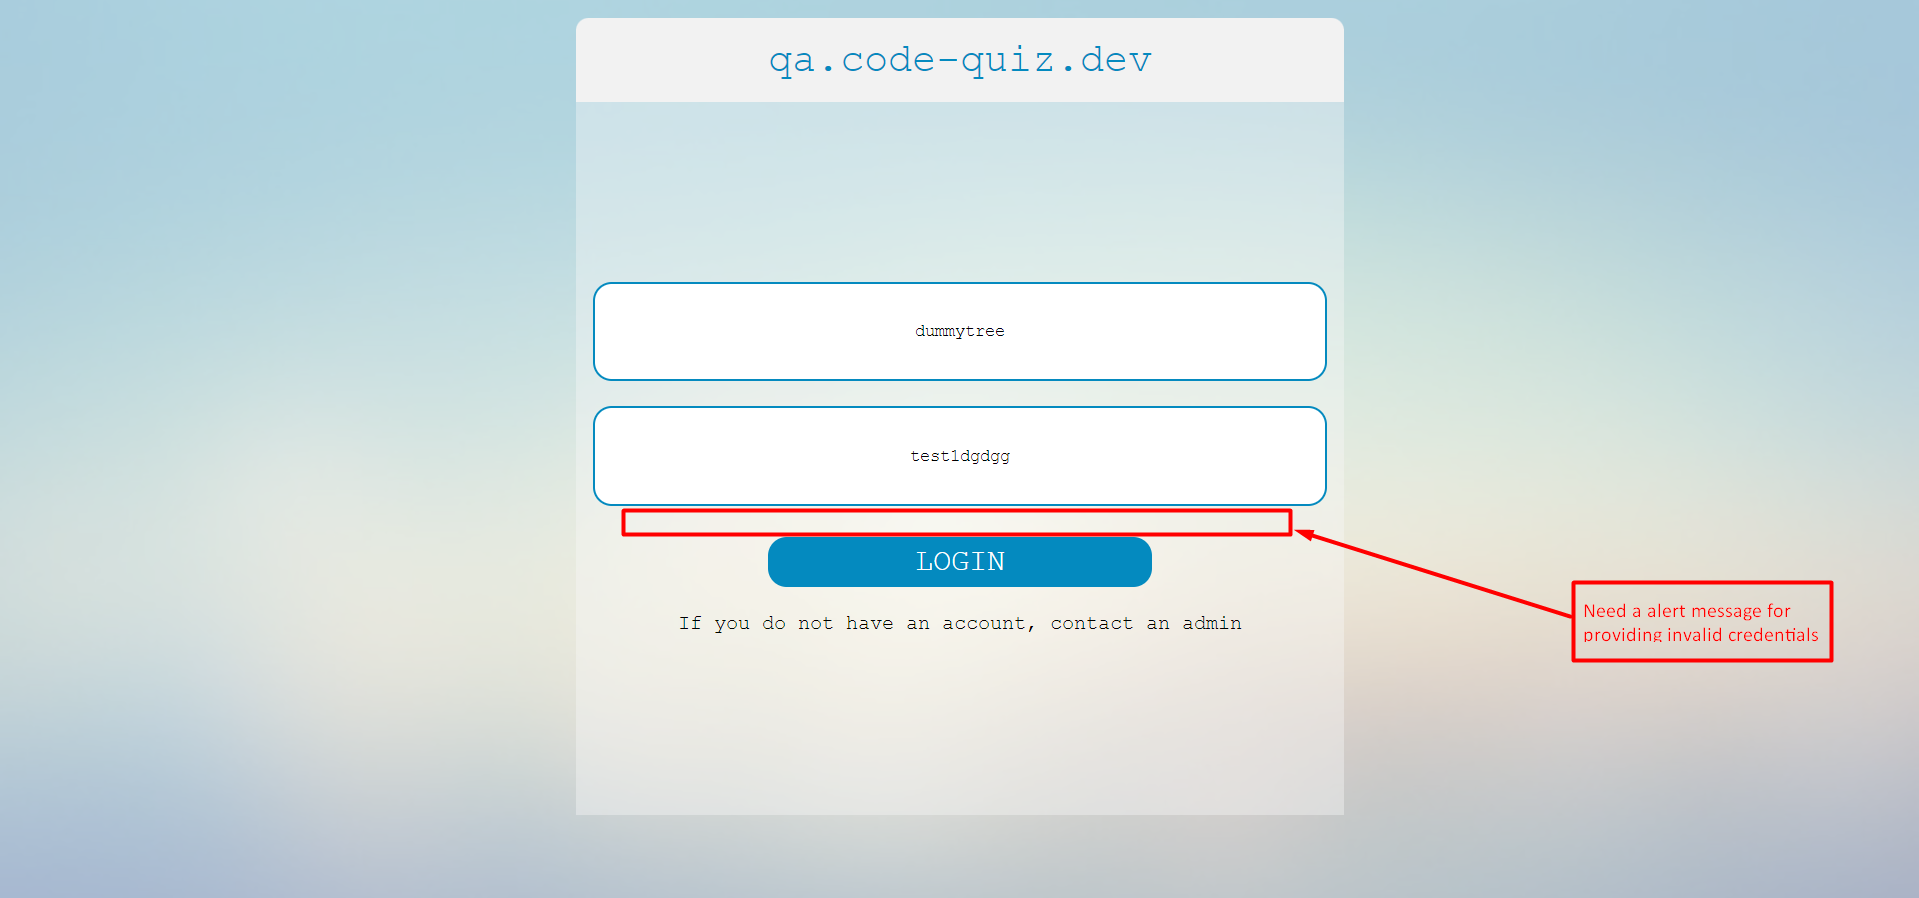 qa.code-quiz.dev
dummytree
test1dgdgg
LOGIN
If you do not have an account, contact an admin
Need a alert message for
providing invalid credentials